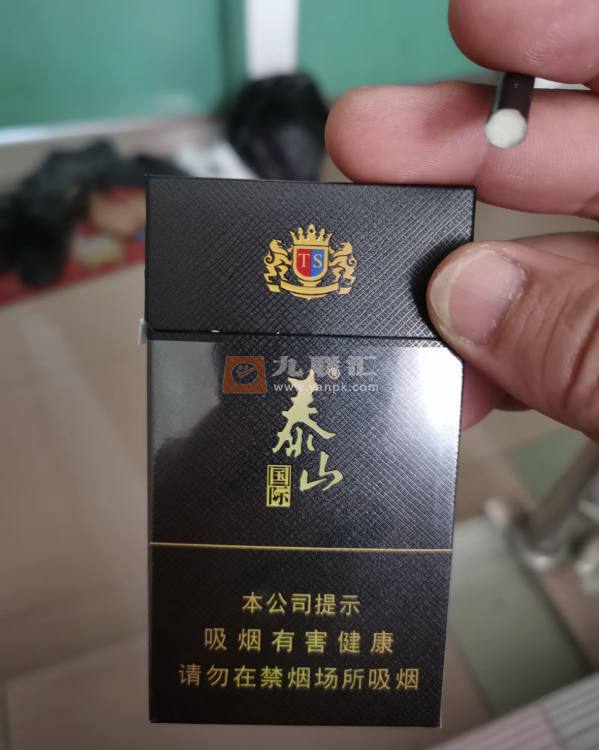 TS
九联汇
www.yanpk.com
泰山®
国际
本公司提示
吸烟有害健康
请勿在禁烟场所吸烟